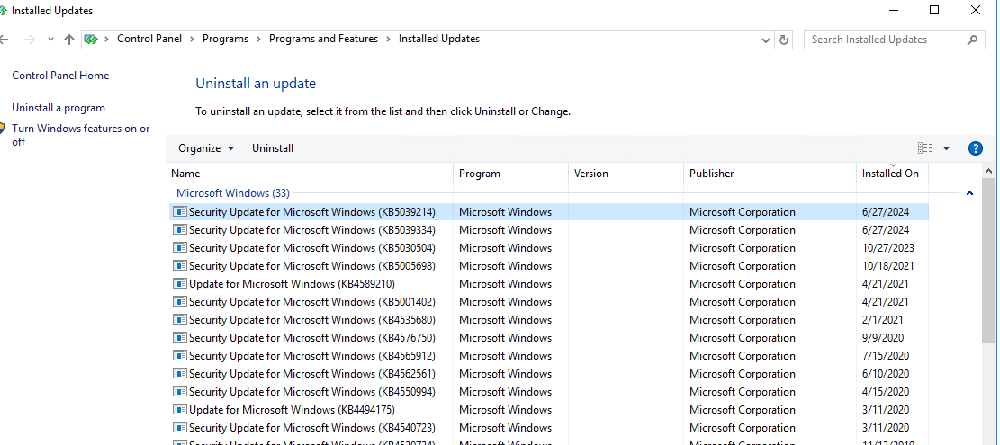 Installed Updates
Control Panel > Programs > Programs and Features > Installed Updates
Search Installed Updates
Control Panel Home
Uninstall a program
Turn Windows features on or
off
Uninstall an update
To uninstall an update, select it from the list and then click Uninstall or Change.
Organize Uninstall
Name Program Version Publisher Installed On
Microsoft Windows (33)
Security Update for Microsoft Windows (KB5039214) Microsoft Windows Microsoft Corporation 6/27/2024
Security Update for Microsoft Windows (KB5039334) Microsoft Windows Microsoft Corporation 6/27/2024
Security Update for Microsoft Windows (KB5030504) Microsoft Windows Microsoft Corporation 10/27/2023
Security Update for Microsoft Windows (KB5005698) Microsoft Windows Microsoft Corporation 10/18/2021
Update for Microsoft Windows (KB4589210) Microsoft Windows Microsoft Corporation 4/21/2021
Security Update for Microsoft Windows (KB5001402) Microsoft Windows Microsoft Corporation 4/21/2021
Security Update for Microsoft Windows (KB4535680) Microsoft Windows Microsoft Corporation 2/1/2021
Security Update for Microsoft Windows (KB4576750) Microsoft Windows Microsoft Corporation 9/9/2020
Security Update for Microsoft Windows (KB4565912) Microsoft Windows Microsoft Corporation 7/15/2020
Security Update for Microsoft Windows (KB4562561) Microsoft Windows Microsoft Corporation 6/10/2020
Security Update for Microsoft Windows (KB4550994) Microsoft Windows Microsoft Corporation 4/15/2020
Update for Microsoft Windows (KB4494175) Microsoft Windows Microsoft Corporation 3/11/2020
Security Update for Microsoft Windows (KB4540723) Microsoft Windows Microsoft Corporation 3/11/2020